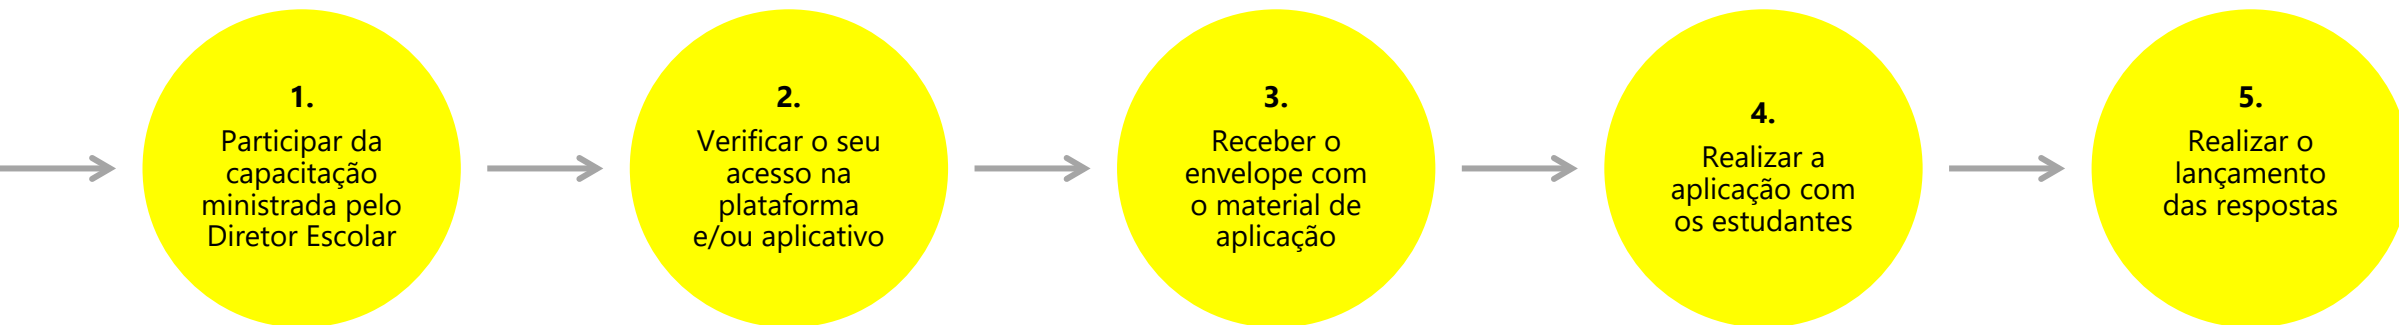 1.
Participar da
capacitação
ministrada pelo
Diretor Escolar
2.
Verificar o seu
acesso na
plataforma
e/ou aplicativo
3.
Receber o
envelope com
o material de
aplicação
4.
Realizar a
aplicação com
os estudantes
5.
Realizar o
lançamento
das respostas